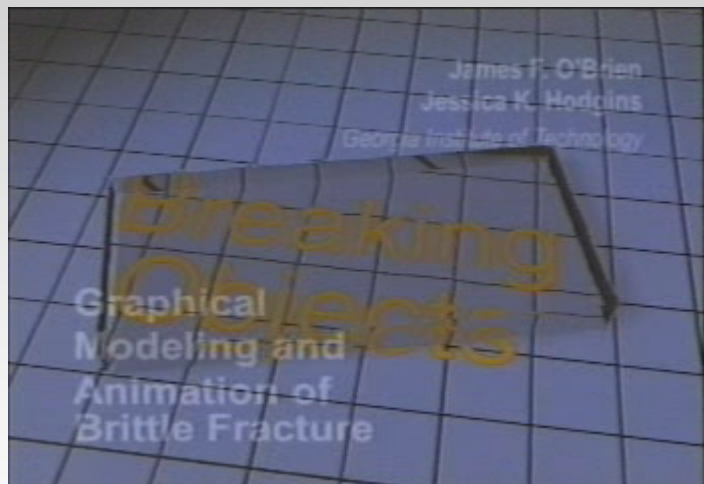 James F. O'Brien
Jessica K. Hodgins
Georgia Institute of Technology
Breaking
Objects
Graphical
Modeling and
Animation of
Brittle Fracture